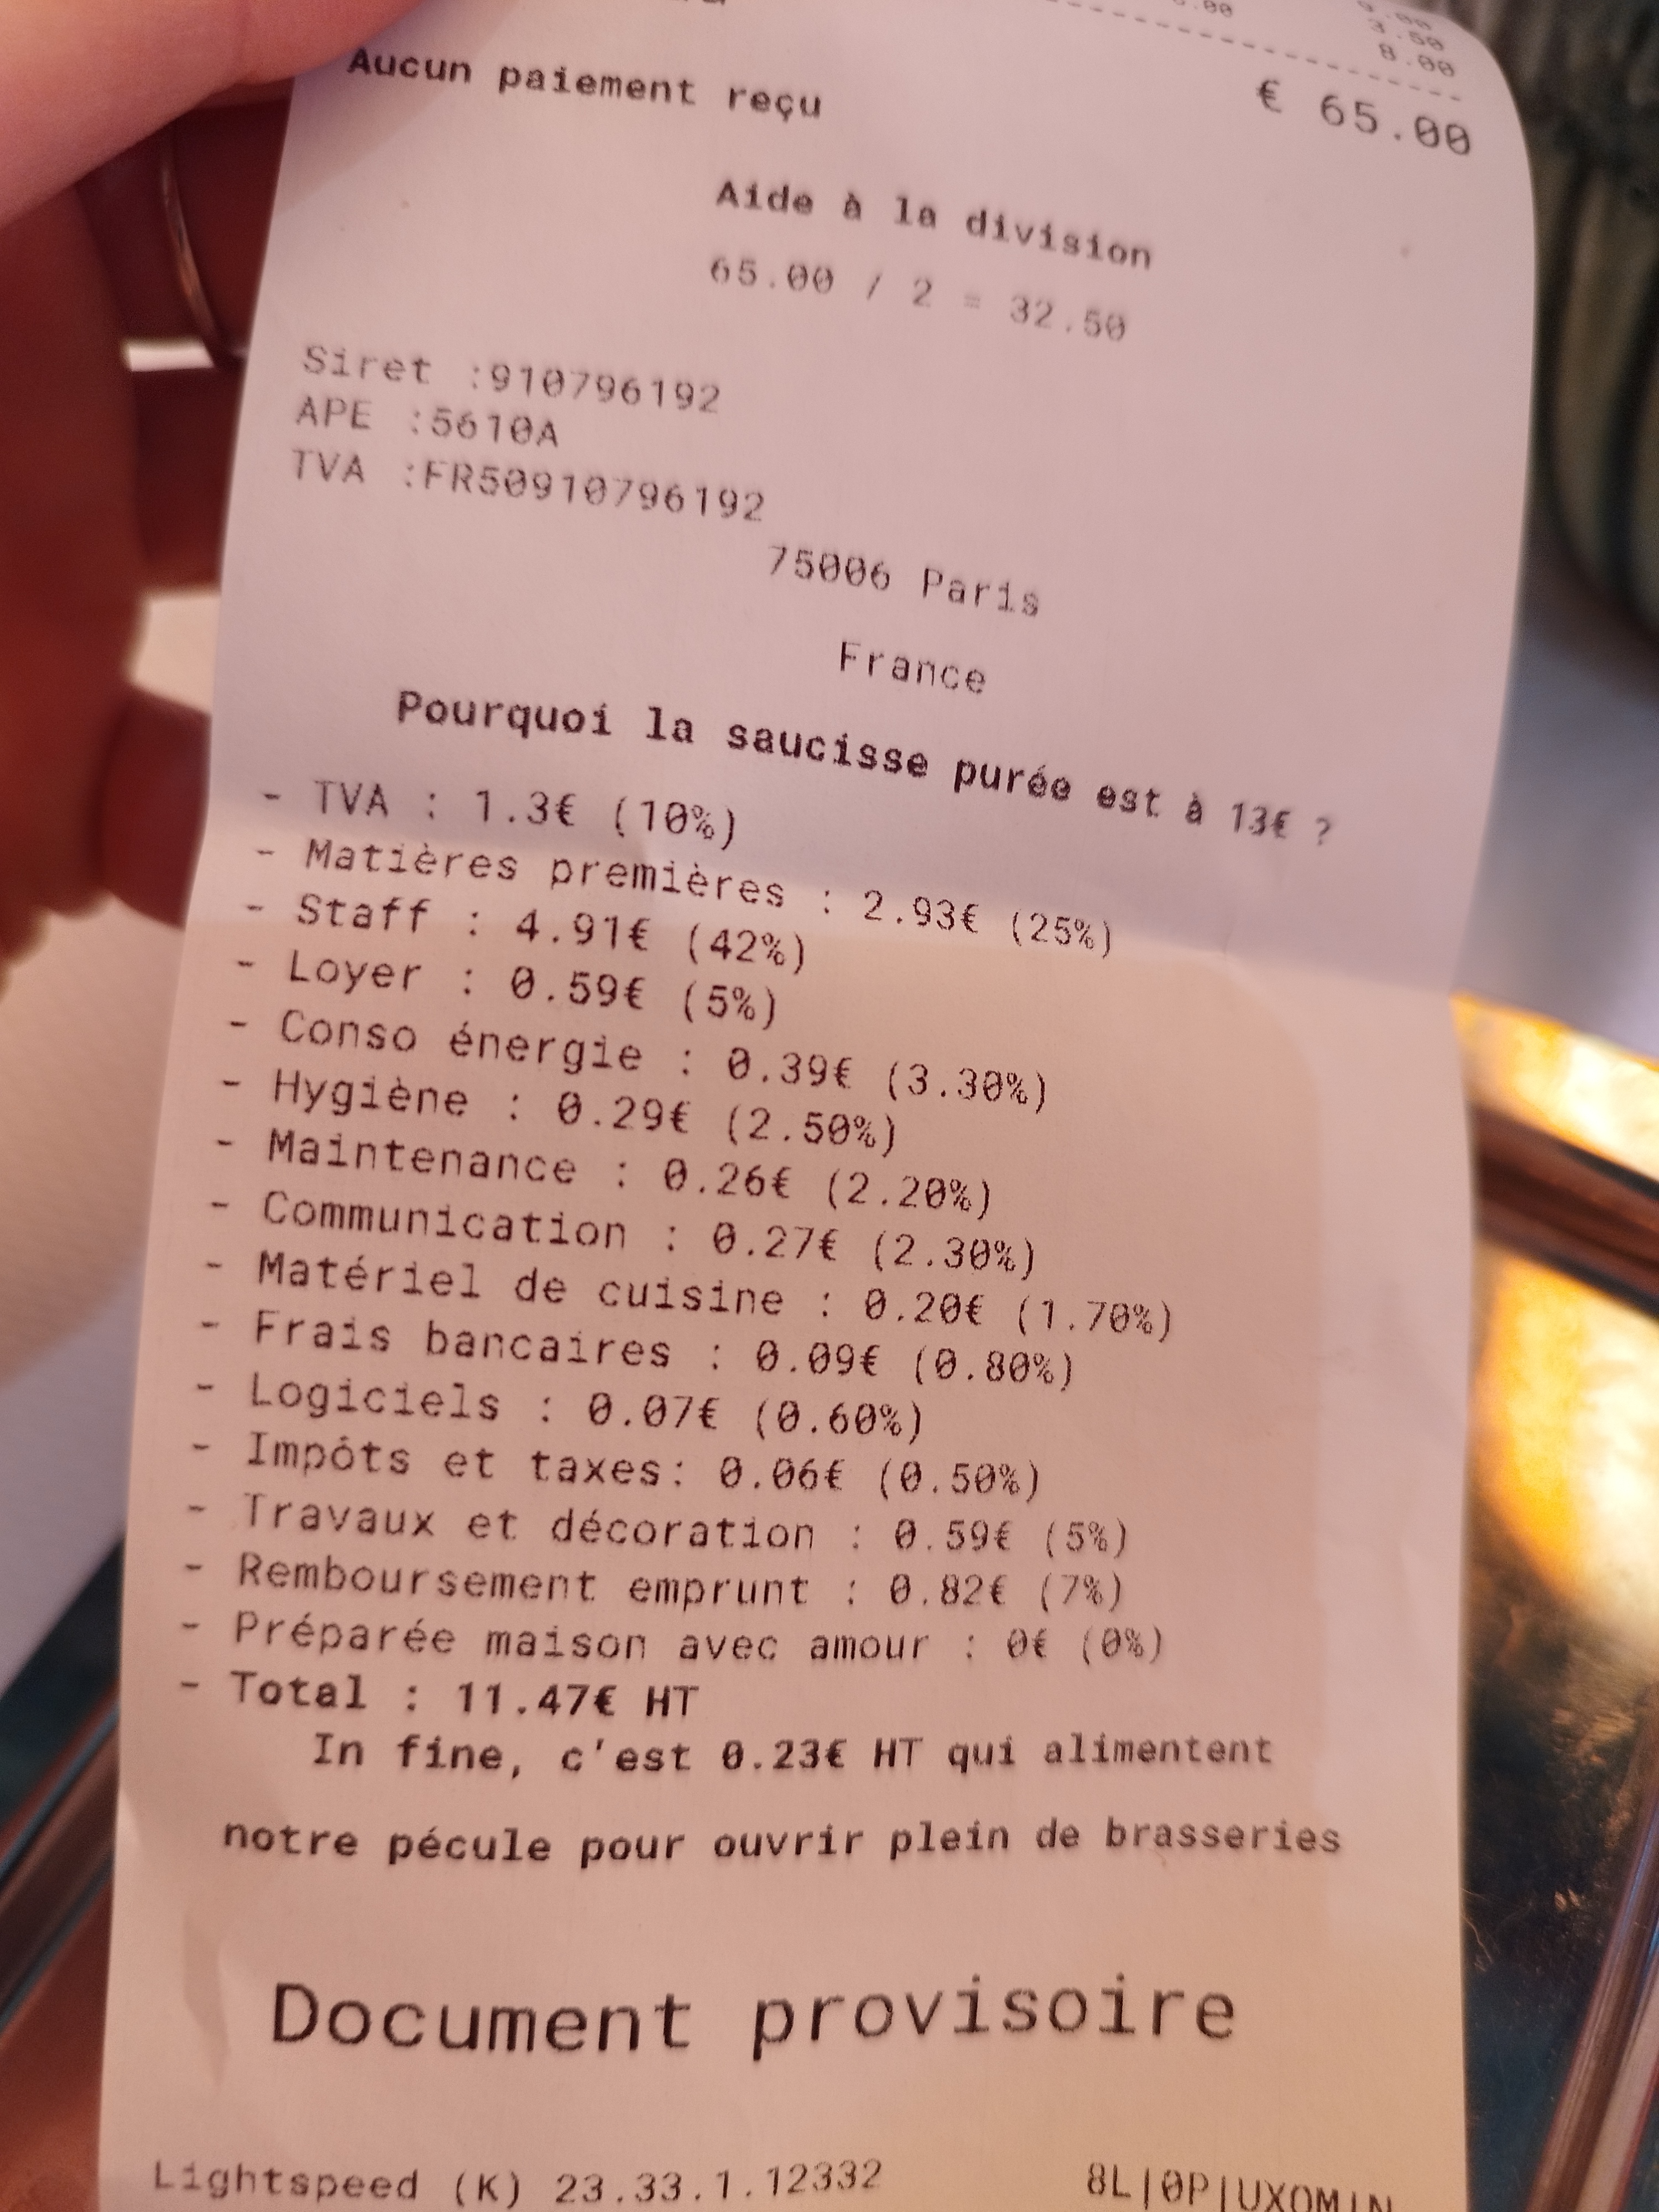 3.50
8.00
Aucun paiement reçu € 65.00
Aide à la division
65.00 / 2 = 32.50
Siret :910796192
APE :5610A
TVA :FR50910796192
75006 Paris
France
Pourquoi la saucisse purée est à 13€ ?
- TVA : 1.3€ (10%)
- Matières premières : 2.93€ (25%)
- Staff : 4.91€ (42%)
- Loyer : 0.59€ (5%)
- Conso énergie : 0.39€ (3.30%)
- Hygiène : 0.29€ (2.50%)
- Maintenance : 0.26€ (2.20%)
- Communication : 0.27€ (2.30%)
- Matériel de cuisine : 0.20€ (1.70%)
- Frais bancaires : 0.09€ (0.80%)
- Logiciels : 0.07€ (0.60%)
- Impôts et taxes: 0.06€ (0.50%)
- Travaux et décoration : 0.59€ (5%)
- Remboursement emprunt : 0.82€ (7%)
- Préparée maison avec amour : 0€ (0%)
- Total : 11.47€ HT
In fine, c'est 0.23€ HT qui alimentent
notre pécule pour ouvrir plein de brasseries
Document provisoire
Lightspeed (K) 23.33.1.12332